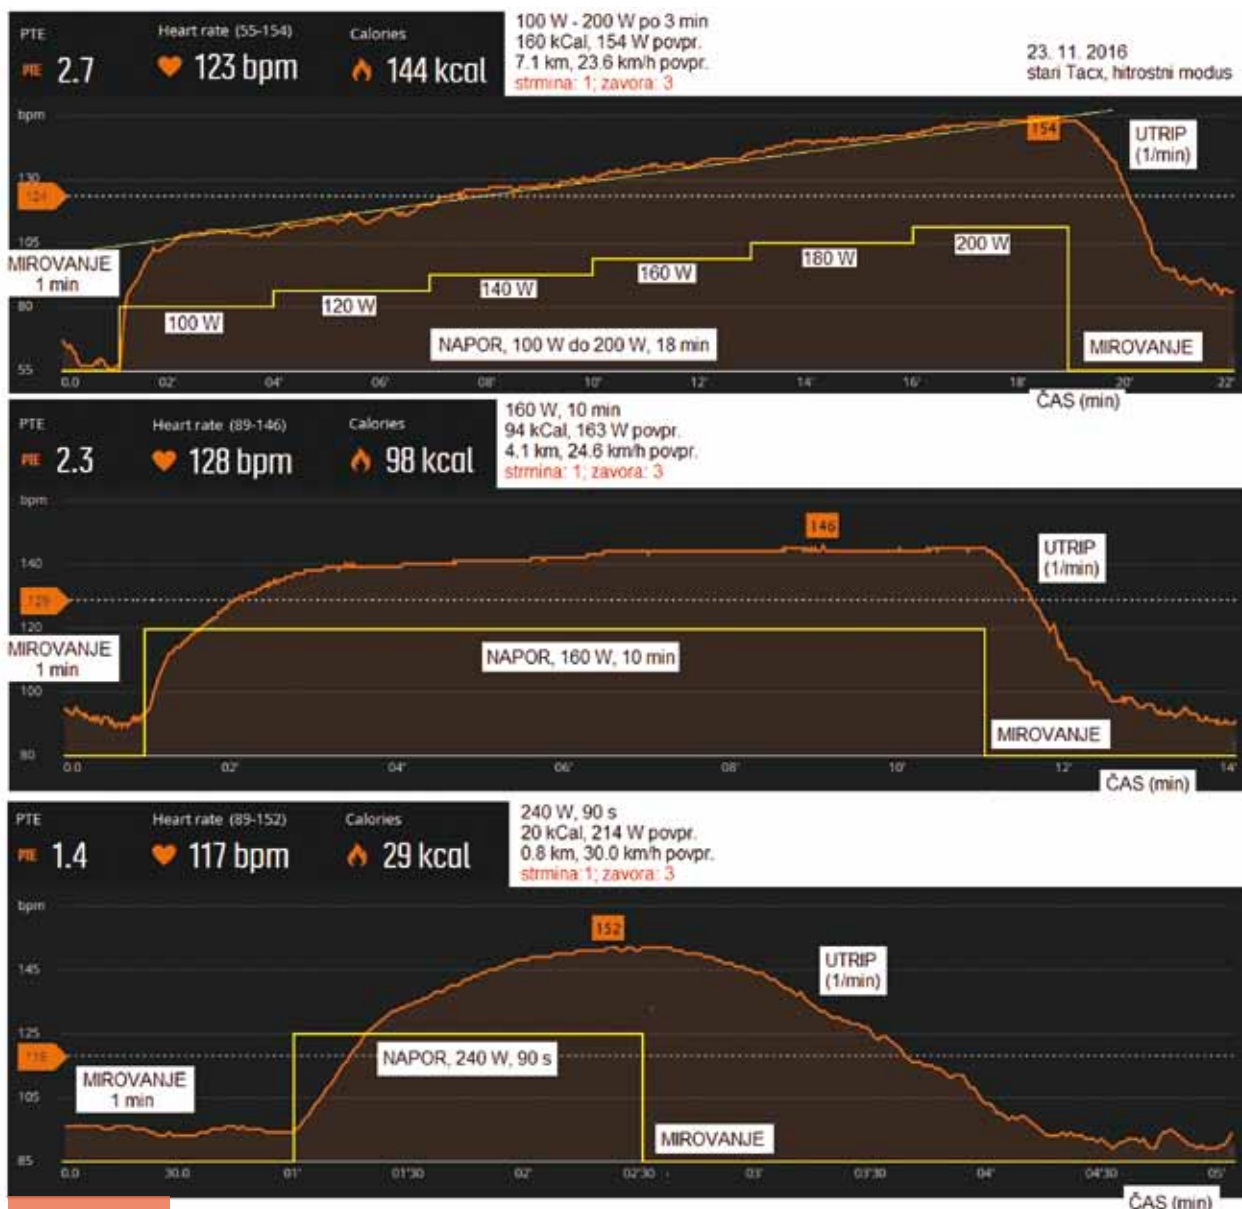 PTE
Heart rate (55-154)
Calories
PTE 2.7
123 bpm
144 kcal
100 W - 200 W po 3 min
160 kCal, 154 W povpr.
7.1 km, 23.6 km/h povpr.
strmina: 1; zavora: 3
23. 11. 2016
stari Tacx, hitrostni modus
bpm
154
UTRIP
(1/min)
130
124
105
MIROVANJE
1 min
80
100 W
120 W
140 W
160 W
180 W
200 W
NAPOR, 100 W do 200 W, 18 min
MIROVANJE
55
0.0 02' 04' 06' 08' 10' 12' 14' 16' 18' 20' 22'
ČAS (min)
PTE
Heart rate (89-146)
Calories
PTE 2.3
128 bpm
98 kcal
160 W, 10 min
94 kCal, 163 W povpr.
4.1 km, 24.6 km/h povpr.
strmina: 1; zavora: 3
bpm
146
UTRIP
(1/min)
140
129
120
MIROVANJE
1 min
NAPOR, 160 W, 10 min
100
MIROVANJE
80
0.0 02' 04' 06' 08' 10' 12' 14'
ČAS (min)
PTE
Heart rate (89-152)
Calories
PTE 1.4
117 bpm
29 kcal
240 W, 90 s
20 kCal, 214 W povpr.
0.8 km, 30.0 km/h povpr.
strmina: 1; zavora: 3
bpm
152
UTRIP
(1/min)
145
125
118
NAPOR, 240 W, 90 s
MIROVANJE
1 min
105
MIROVANJE
85
0.0 30.0 01' 01'30 02' 02'30 03' 03'30 04' 04'30 05'
ČAS (min)